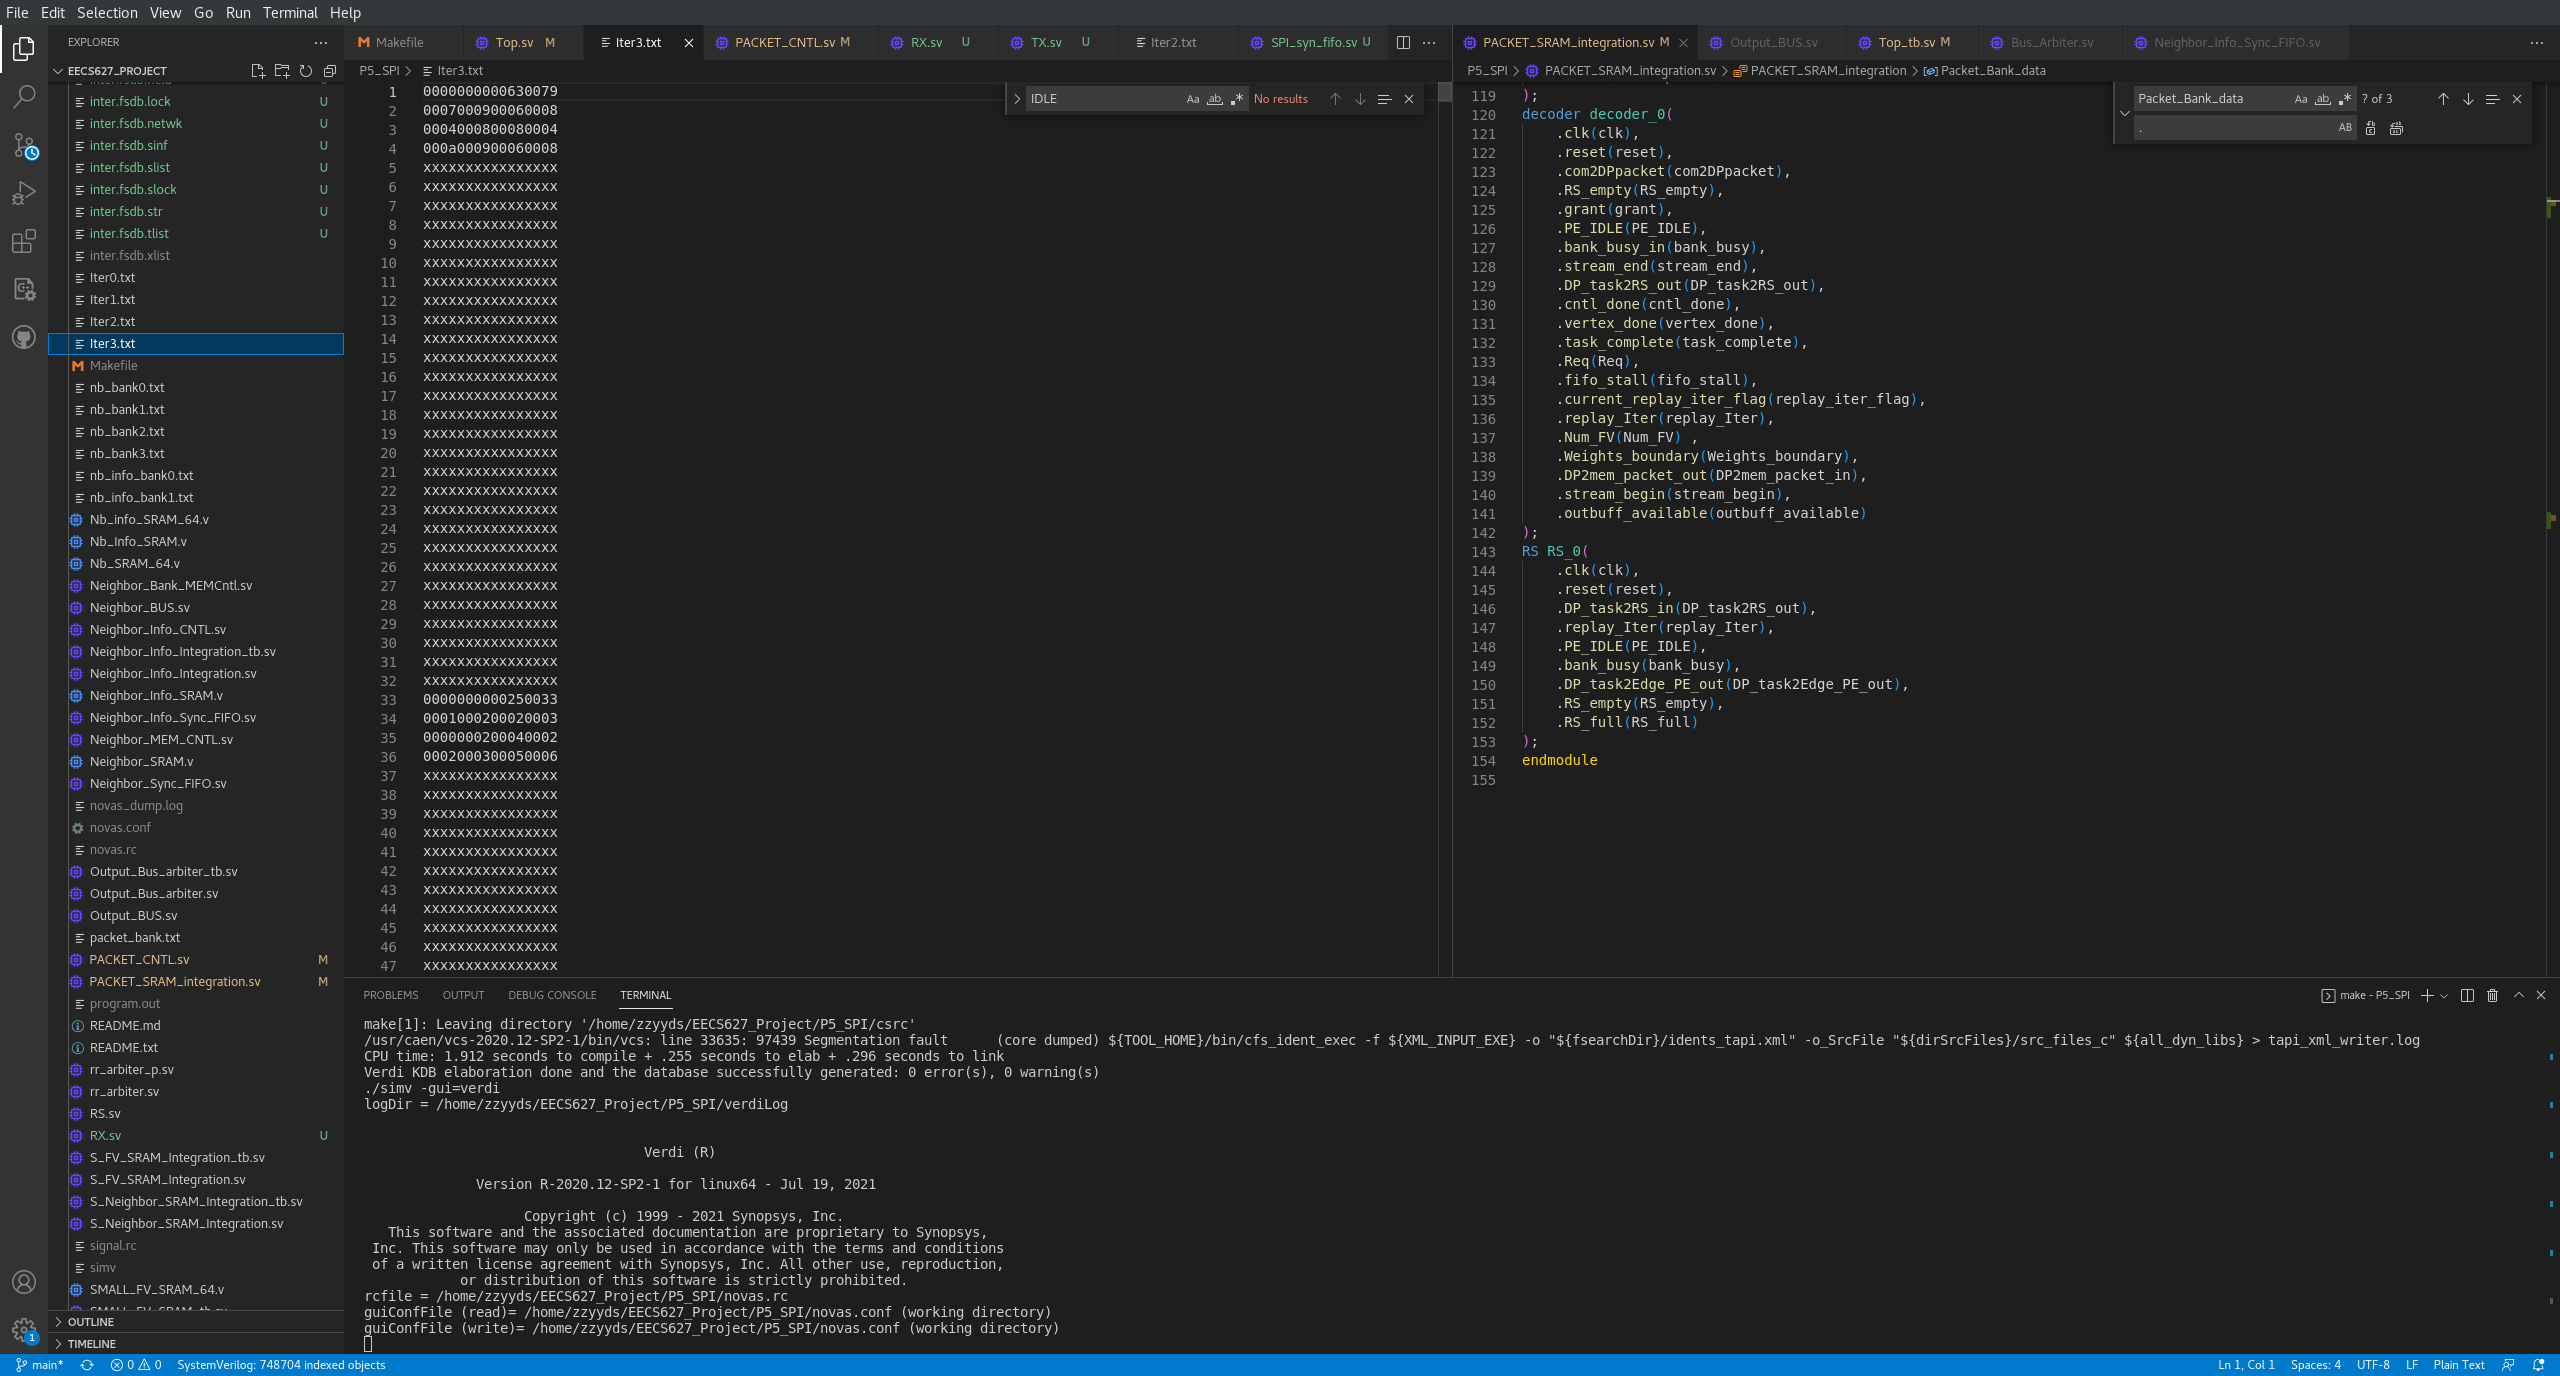 File Edit Selection View Go Run Terminal Help
EXPLORER
EECS627_PROJECT
inter.fsdb.lock U
inter.fsdb.netwk U
inter.fsdb.sinf U
inter.fsdb.slist U
inter.fsdb.slock U
inter.fsdb.str U
inter.fsdb.tlist U
inter.fsdb.xlist
Iter0.txt
Iter1.txt
Iter2.txt
Iter3.txt
Makefile
nb_bank0.txt
nb_bank1.txt
nb_bank2.txt
nb_bank3.txt
nb_info_bank0.txt
nb_info_bank1.txt
Nb_info_SRAM_64.v
Nb_Info_SRAM.v
Nb_SRAM_64.v
Neighbor_Bank_MEMCntl.sv
Neighbor_BUS.sv
Neighbor_Info_CNTL.sv
Neighbor_Info_Integration_tb.sv
Neighbor_Info_Integration.sv
Neighbor_Info_SRAM.v
Neighbor_Info_Sync_FIFO.sv
Neighbor_MEM_CNTL.sv
Neighbor_SRAM.v
Neighbor_Sync_FIFO.sv
novas_dump.log
novas.conf
novas.rc
Output_Bus_arbiter_tb.sv
Output_Bus_arbiter.sv
Output_BUS.sv
packet_bank.txt
PACKET_CNTL.sv M
PACKET_SRAM_integration.sv M
program.out
README.md
README.txt
rr_arbiter_p.sv
rr_arbiter.sv
RS.sv
RX.sv U
S_FV_SRAM_Integration_tb.sv
S_FV_SRAM_Integration.sv
S_Neighbor_SRAM_Integration_tb.sv
S_Neighbor_SRAM_Integration.sv
signal.rc
simv
SMALL_FV_SRAM_64.v
OUTLINE
TIMELINE
1
Makefile Top.sv M Iter3.txt PACKET_CNTL.sv M RX.sv U TX.sv U Iter2.txt SPI_syn_fifo.sv U
P5_SPI > Iter3.txt
IDLE Aa ab .* No results
1 0000000000630079
2 0007000900060008
3 0004000800080004
4 000a000900060008
5 xxxxxxxxxxxxxxxx
6 xxxxxxxxxxxxxxxx
7 xxxxxxxxxxxxxxxx
8 xxxxxxxxxxxxxxxx
9 xxxxxxxxxxxxxxxx
10 xxxxxxxxxxxxxxxx
11 xxxxxxxxxxxxxxxx
12 xxxxxxxxxxxxxxxx
13 xxxxxxxxxxxxxxxx
14 xxxxxxxxxxxxxxxx
15 xxxxxxxxxxxxxxxx
16 xxxxxxxxxxxxxxxx
17 xxxxxxxxxxxxxxxx
18 xxxxxxxxxxxxxxxx
19 xxxxxxxxxxxxxxxx
20 xxxxxxxxxxxxxxxx
21 xxxxxxxxxxxxxxxx
22 xxxxxxxxxxxxxxxx
23 xxxxxxxxxxxxxxxx
24 xxxxxxxxxxxxxxxx
25 xxxxxxxxxxxxxxxx
26 xxxxxxxxxxxxxxxx
27 xxxxxxxxxxxxxxxx
28 xxxxxxxxxxxxxxxx
29 xxxxxxxxxxxxxxxx
30 xxxxxxxxxxxxxxxx
31 xxxxxxxxxxxxxxxx
32 xxxxxxxxxxxxxxxx
33 0000000000250033
34 0001000200020003
35 0000000200040002
36 0002000300050006
37 xxxxxxxxxxxxxxxx
38 xxxxxxxxxxxxxxxx
39 xxxxxxxxxxxxxxxx
40 xxxxxxxxxxxxxxxx
41 xxxxxxxxxxxxxxxx
42 xxxxxxxxxxxxxxxx
43 xxxxxxxxxxxxxxxx
44 xxxxxxxxxxxxxxxx
45 xxxxxxxxxxxxxxxx
46 xxxxxxxxxxxxxxxx
47 xxxxxxxxxxxxxxxx
PACKET_SRAM_integration.sv M Output_BUS.sv Top_tb.sv M Bus_Arbiter.sv Neighbor_Info_Sync_FIFO.sv
P5_SPI > PACKET_SRAM_integration.sv > PACKET_SRAM_integration > Packet_Bank_data
Packet_Bank_data Aa ab .* ? of 3
. AB
119 );
120 decoder decoder_0(
121 .clk(clk),
122 .reset(reset),
123 .com2DPpacket(com2DPpacket),
124 .RS_empty(RS_empty),
125 .grant(grant),
126 .PE_IDLE(PE_IDLE),
127 .bank_busy_in(bank_busy),
128 .stream_end(stream_end),
129 .DP_task2RS_out(DP_task2RS_out),
130 .cntl_done(cntl_done),
131 .vertex_done(vertex_done),
132 .task_complete(task_complete),
133 .Req(Req),
134 .fifo_stall(fifo_stall),
135 .current_replay_iter_flag(replay_iter_flag),
136 .replay_Iter(replay_Iter),
137 .Num_FV(Num_FV) ,
138 .Weights_boundary(Weights_boundary),
139 .DP2mem_packet_out(DP2mem_packet_in),
140 .stream_begin(stream_begin),
141 .outbuff_available(outbuff_available)
142 );
143 RS RS_0(
144 .clk(clk),
145 .reset(reset),
146 .DP_task2RS_in(DP_task2RS_out),
147 .replay_Iter(replay_Iter),
148 .PE_IDLE(PE_IDLE),
149 .bank_busy(bank_busy),
150 .DP_task2Edge_PE_out(DP_task2Edge_PE_out),
151 .RS_empty(RS_empty),
152 .RS_full(RS_full)
153 );
154 endmodule
155
PROBLEMS OUTPUT DEBUG CONSOLE TERMINAL make - P5_SPI
make[1]: Leaving directory '/home/zzyyds/EECS627_Project/P5_SPI/csrc'
/usr/caen/vcs-2020.12-SP2-1/bin/vcs: line 33635: 97439 Segmentation fault (core dumped) ${TOOL_HOME}/bin/cfs_ident_exec -f ${XML_INPUT_EXE} -o "${fsearchDir}/idents_tapi.xml" -o_SrcFile "${dirSrcFiles}/src_files_c" ${all_dyn_libs} > tapi_xml_writer.log
CPU time: 1.912 seconds to compile + .255 seconds to elab + .296 seconds to link
Verdi KDB elaboration done and the database successfully generated: 0 error(s), 0 warning(s)
./simv -gui=verdi
logDir = /home/zzyyds/EECS627_Project/P5_SPI/verdiLog
Verdi (R)
Version R-2020.12-SP2-1 for linux64 - Jul 19, 2021
Copyright (c) 1999 - 2021 Synopsys, Inc.
This software and the associated documentation are proprietary to Synopsys,
Inc. This software may only be used in accordance with the terms and conditions
of a written license agreement with Synopsys, Inc. All other use, reproduction,
or distribution of this software is strictly prohibited.
rcfile = /home/zzyyds/EECS627_Project/P5_SPI/novas.rc
guiConfFile (read)= /home/zzyyds/EECS627_Project/P5_SPI/novas.conf (working directory)
guiConfFile (write)= /home/zzyyds/EECS627_Project/P5_SPI/novas.conf (working directory)
main* 0 0 SystemVerilog: 748704 indexed objects Ln 1, Col 1 Spaces: 4 UTF-8 LF Plain Text